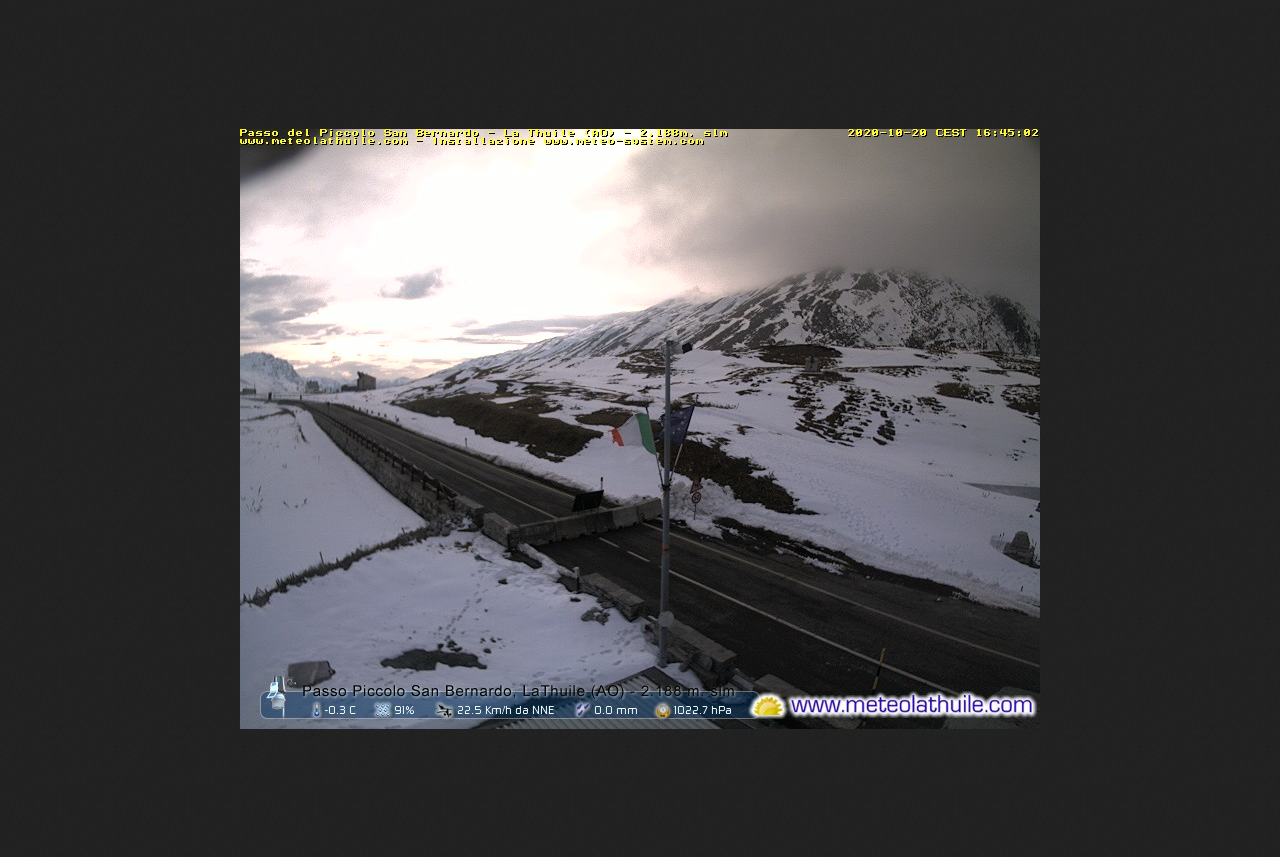 Passo del Piccolo San Bernardo - La Thuile (AO) - 2.188m. slm
2020-10-20 CEST 16:45:02
www.meteolathuile.com - Installazione www.meteo-system.com
Passo Piccolo San Bernardo, LaThuile (AO) - 2.188 m. slm
-0.3 C 91% 22.5 Km/h da NNE 0.0 mm 1022.7 hPa
www.meteolathuile.com